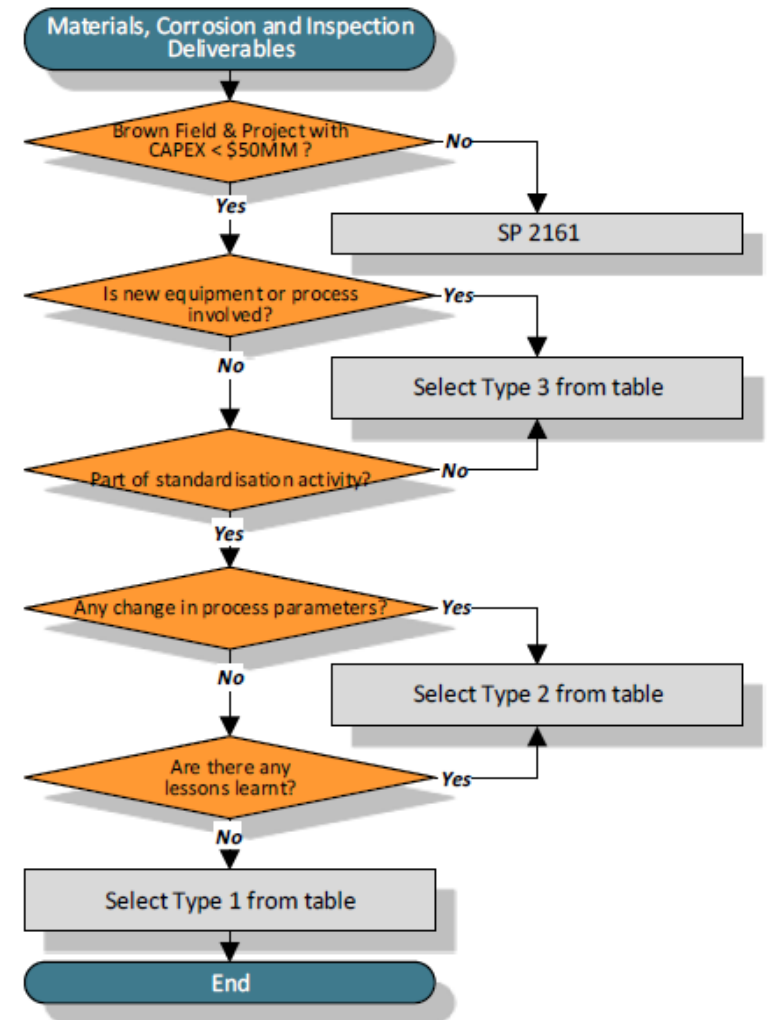 Materials, Corrosion and Inspection
Deliverables
Brown Field & Project with
CAPEX < $50MM ?
No
Yes
SP 2161
Is new equipment or process
involved?
Yes
No
Select Type 3 from table
Part of standardisation activity?
No
Yes
Any change in process parameters?
Yes
No
Select Type 2 from table
Are there any
lessons learnt?
Yes
No
Select Type 1 from table
End